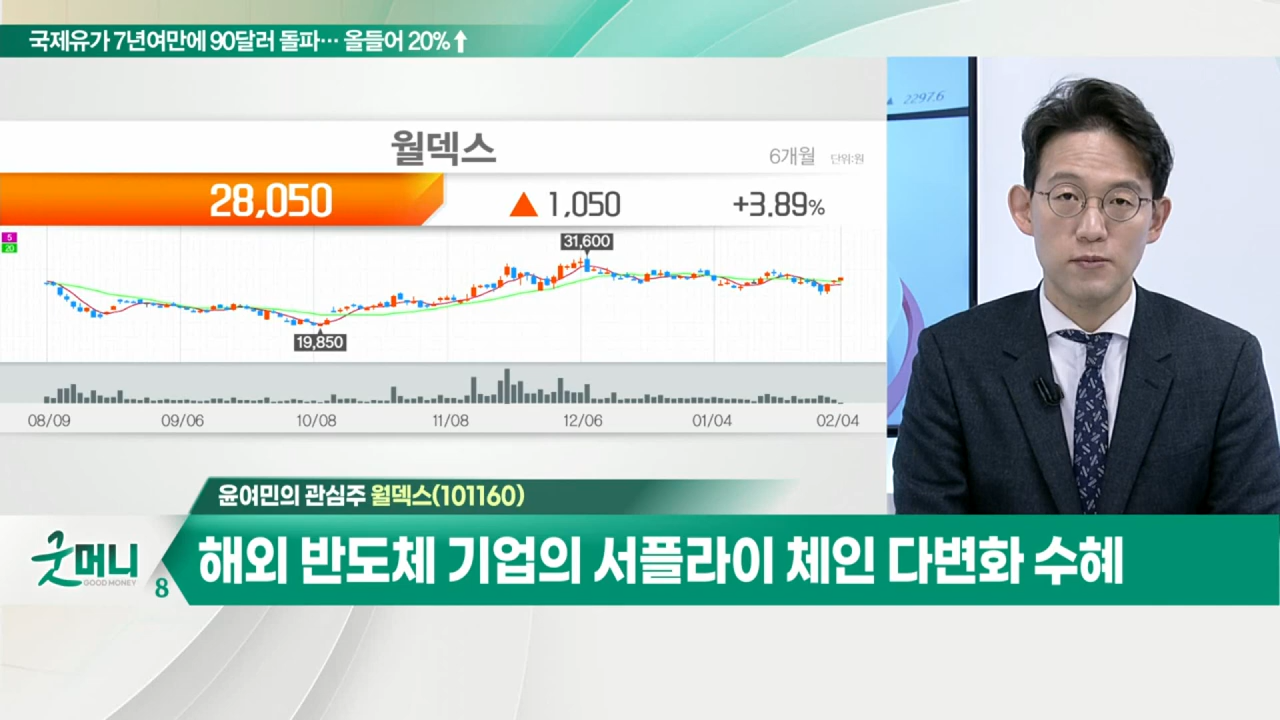 국제유가 7년여만에 90달러 돌파… 올들어 20%⬆
▲ 2297.6
월덱스
6개월 단위:원
28,050 ▲ 1,050 +3.89%
5
20
31,600
19,850
08/09 09/06 10/08 11/08 12/06 01/04 02/04
윤여민의 관심주 월덱스(101160)
굿머니
GOOD MONEY
8
해외 반도체 기업의 서플라이 체인 다변화 수혜